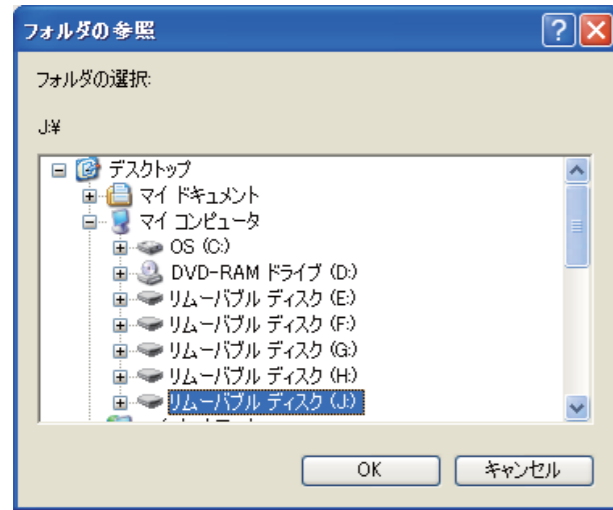 フォルダの参照
フォルダの選択:
J:¥
デスクトップ
マイ ドキュメント
マイ コンピュータ
OS (C:)
DVD-RAM ドライブ (D:)
リムーバブル ディスク (E:)
リムーバブル ディスク (F:)
リムーバブル ディスク (G:)
リムーバブル ディスク (H:)
リムーバブル ディスク (J:)
OK キャンセル